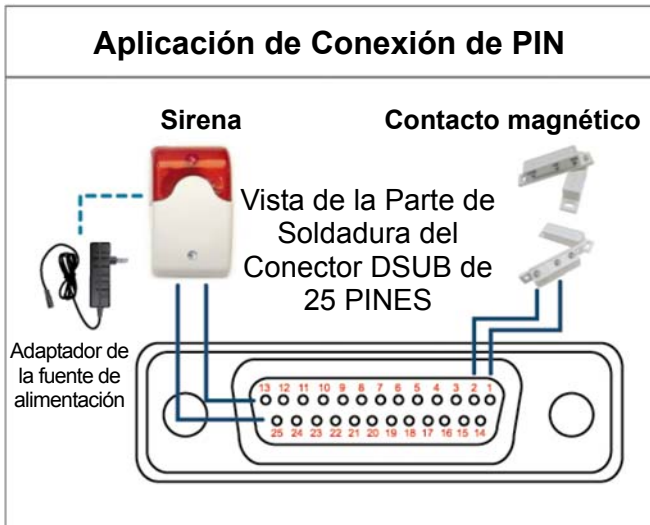 Aplicación de Conexión de PIN
Sirena
Contacto magnético
Vista de la Parte de
Soldadura del
Conector DSUB de
25 PINES
Adaptador de
la fuente de
alimentación
13 12 11 10 9 8 7 6 5 4 3 2 1
25 24 23 22 21 20 19 18 17 16 15 14